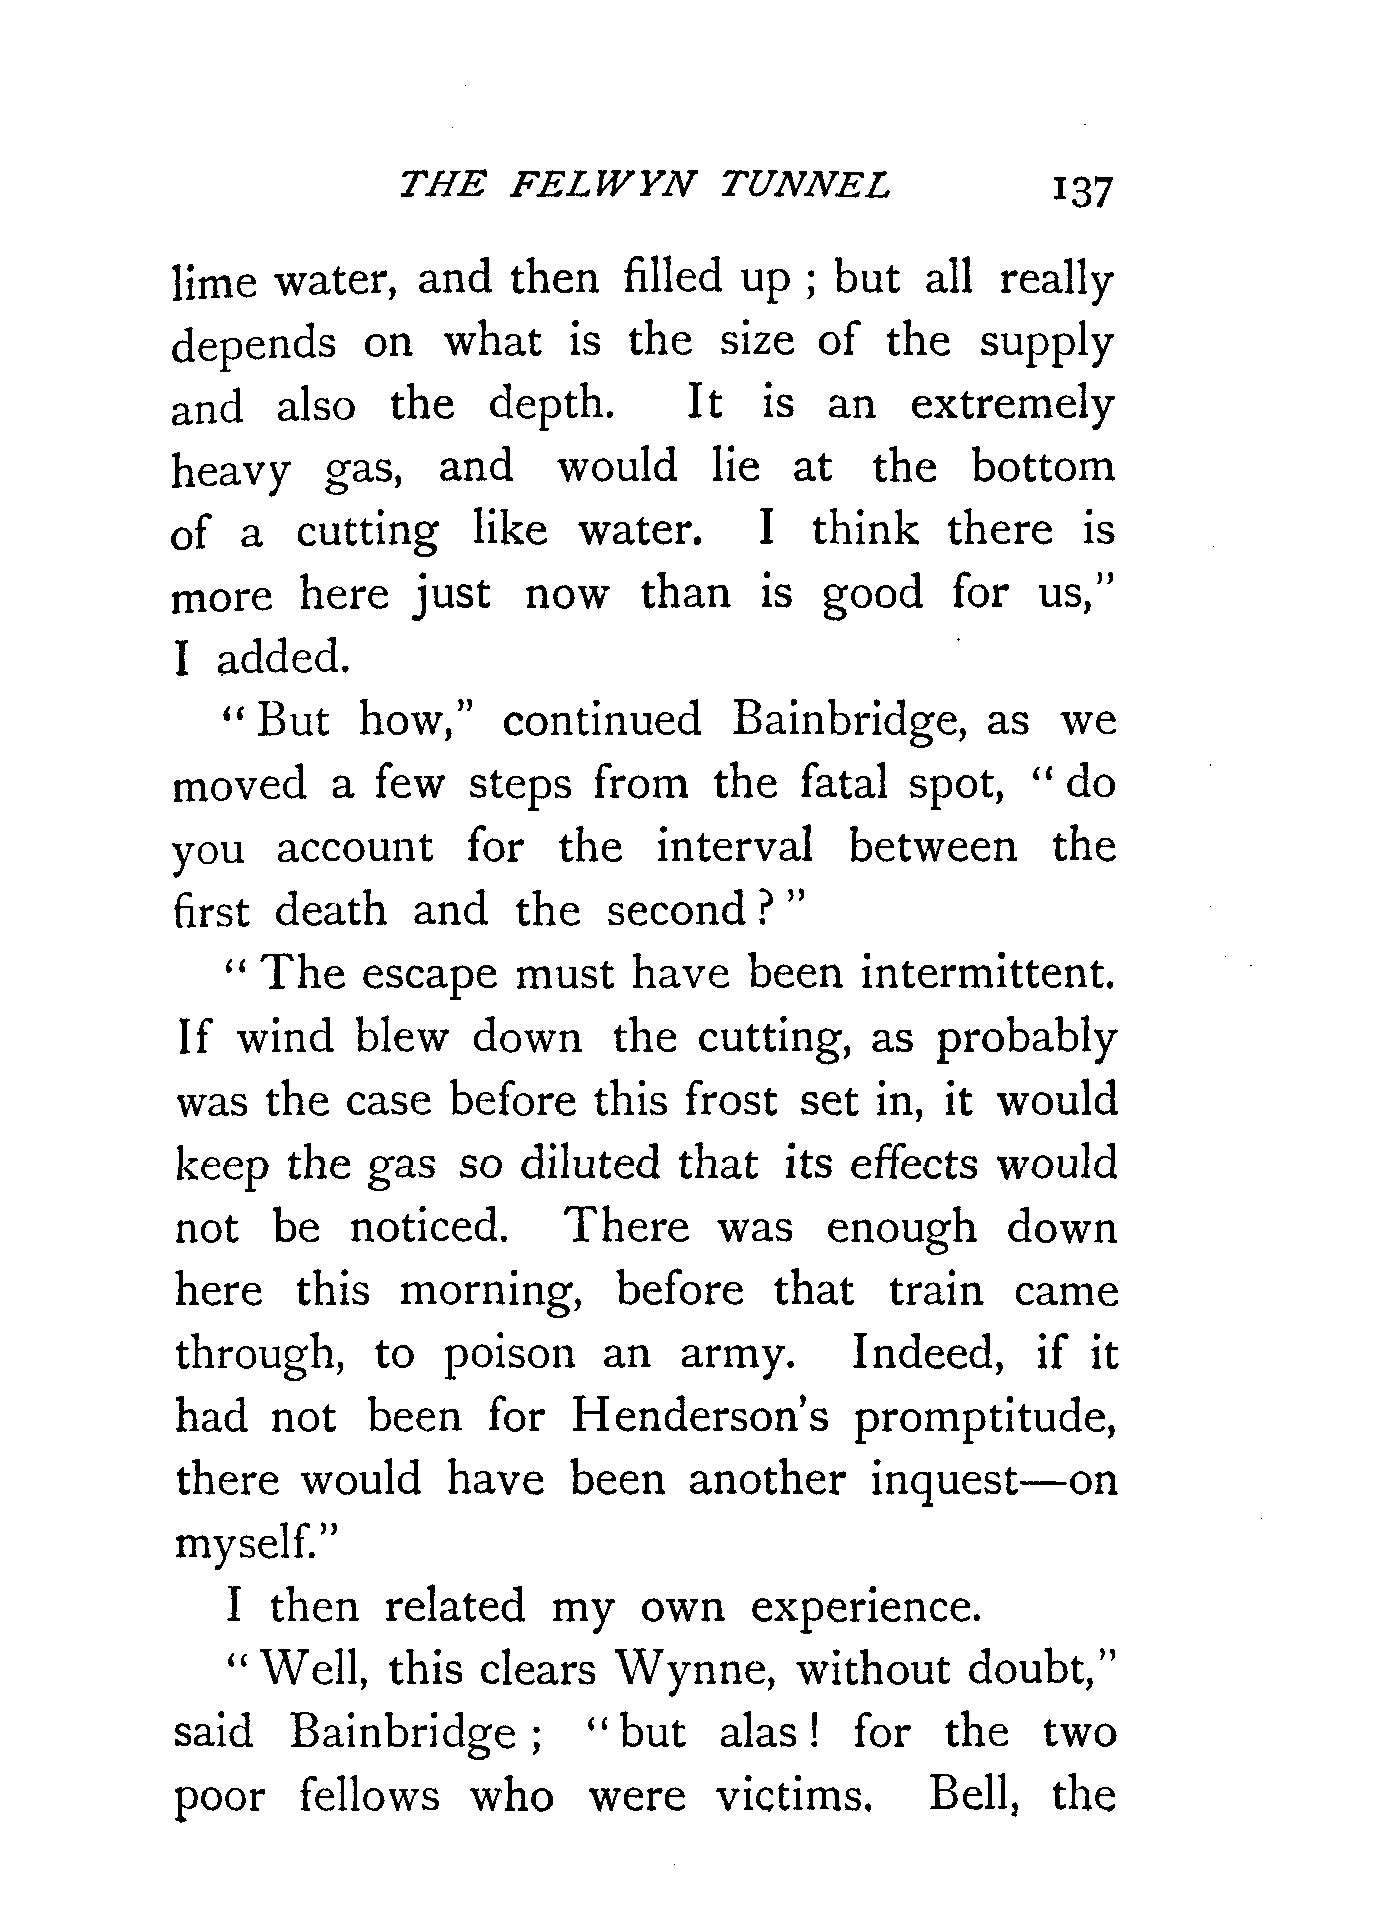 THE FELWYN TUNNEL 137
lime water, and then filled up ; but all really
depends on what is the size of the supply
and also the depth. It is an extremely
heavy gas, and would lie at the bottom
of a cutting like water. I think there is
more here just now than is good for us,”
I added.
“ But how,” continued Bainbridge, as we
moved a few steps from the fatal spot, “ do
you account for the interval between the
first death and the second ? ”
“ The escape must have been intermittent.
If wind blew down the cutting, as probably
was the case before this frost set in, it would
keep the gas so diluted that its effects would
not be noticed. There was enough down
here this morning, before that train came
through, to poison an army. Indeed, if it
had not been for Henderson’s promptitude,
there would have been another inquest—on
myself.”
I then related my own experience.
“ Well, this clears Wynne, without doubt,”
said Bainbridge ; “ but alas ! for the two
poor fellows who were victims. Bell, the